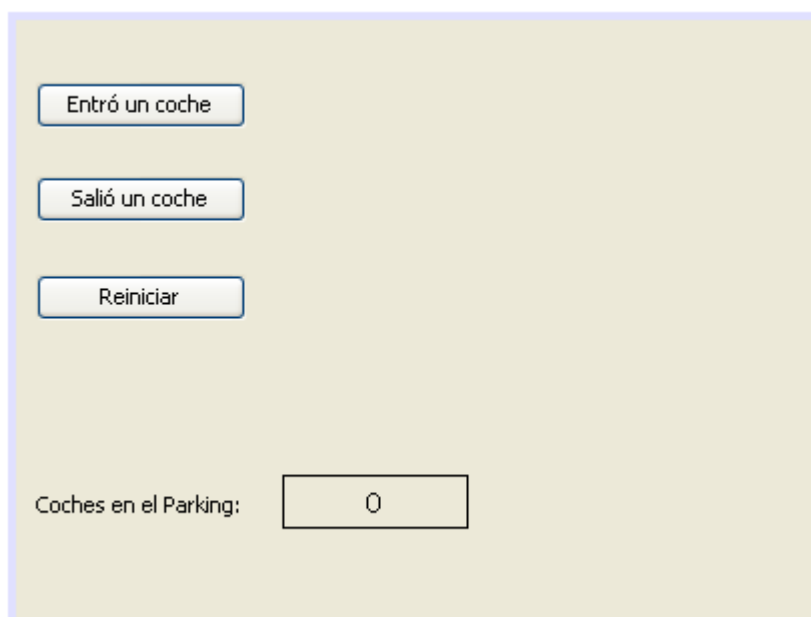 Entró un coche
Salió un coche
Reiniciar
Coches en el Parking: 0